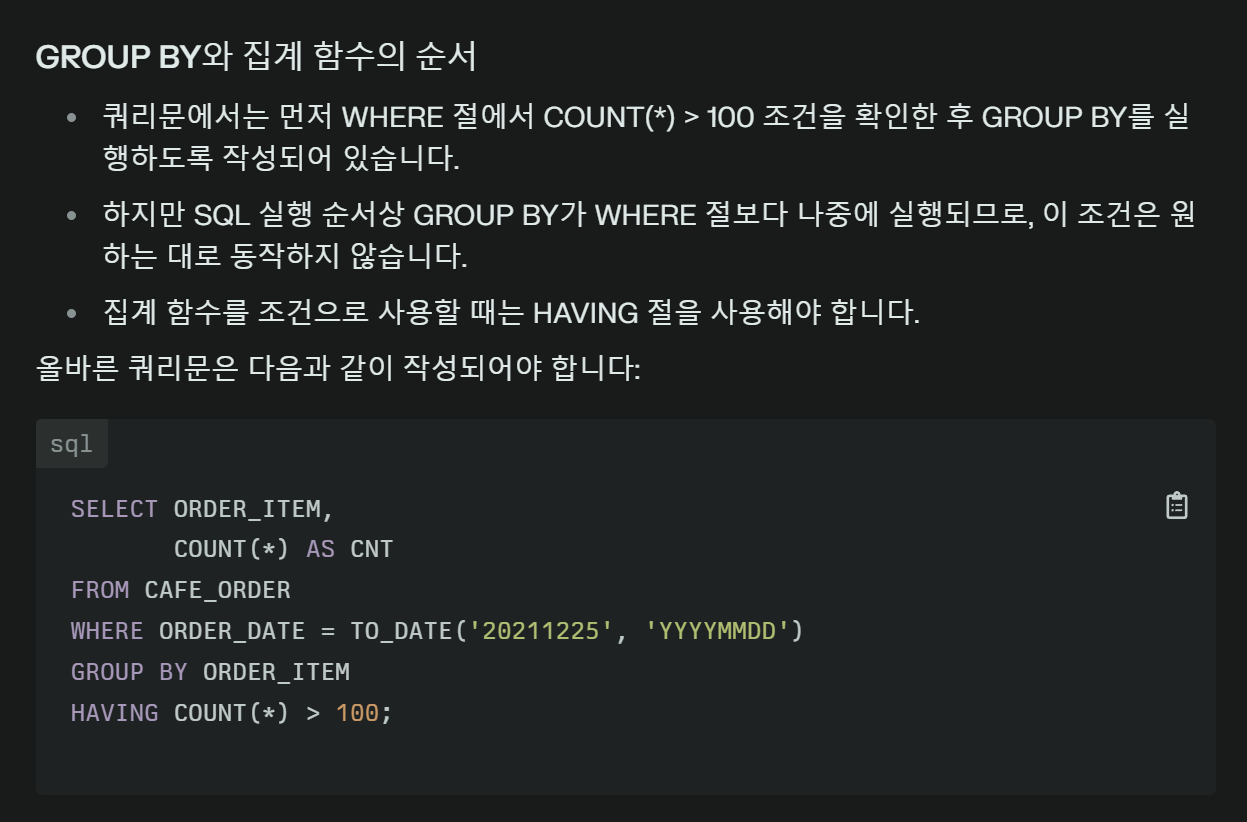 GROUP BY와 집계 함수의 순서
쿼리문에서는 먼저 WHERE 절에서 COUNT(*) > 100 조건을 확인한 후 GROUP BY를 실
행하도록 작성되어 있습니다.
하지만 SQL 실행 순서상 GROUP BY가 WHERE 절보다 나중에 실행되므로, 이 조건은 원
하는 대로 동작하지 않습니다.
집계 함수를 조건으로 사용할 때는 HAVING 절을 사용해야 합니다.
올바른 쿼리문은 다음과 같이 작성되어야 합니다:
sql
SELECT ORDER_ITEM,
COUNT(*) AS CNT
FROM CAFE_ORDER
WHERE ORDER_DATE = TO_DATE('20211225', 'YYYYMMDD')
GROUP BY ORDER_ITEM
HAVING COUNT(*) > 100;